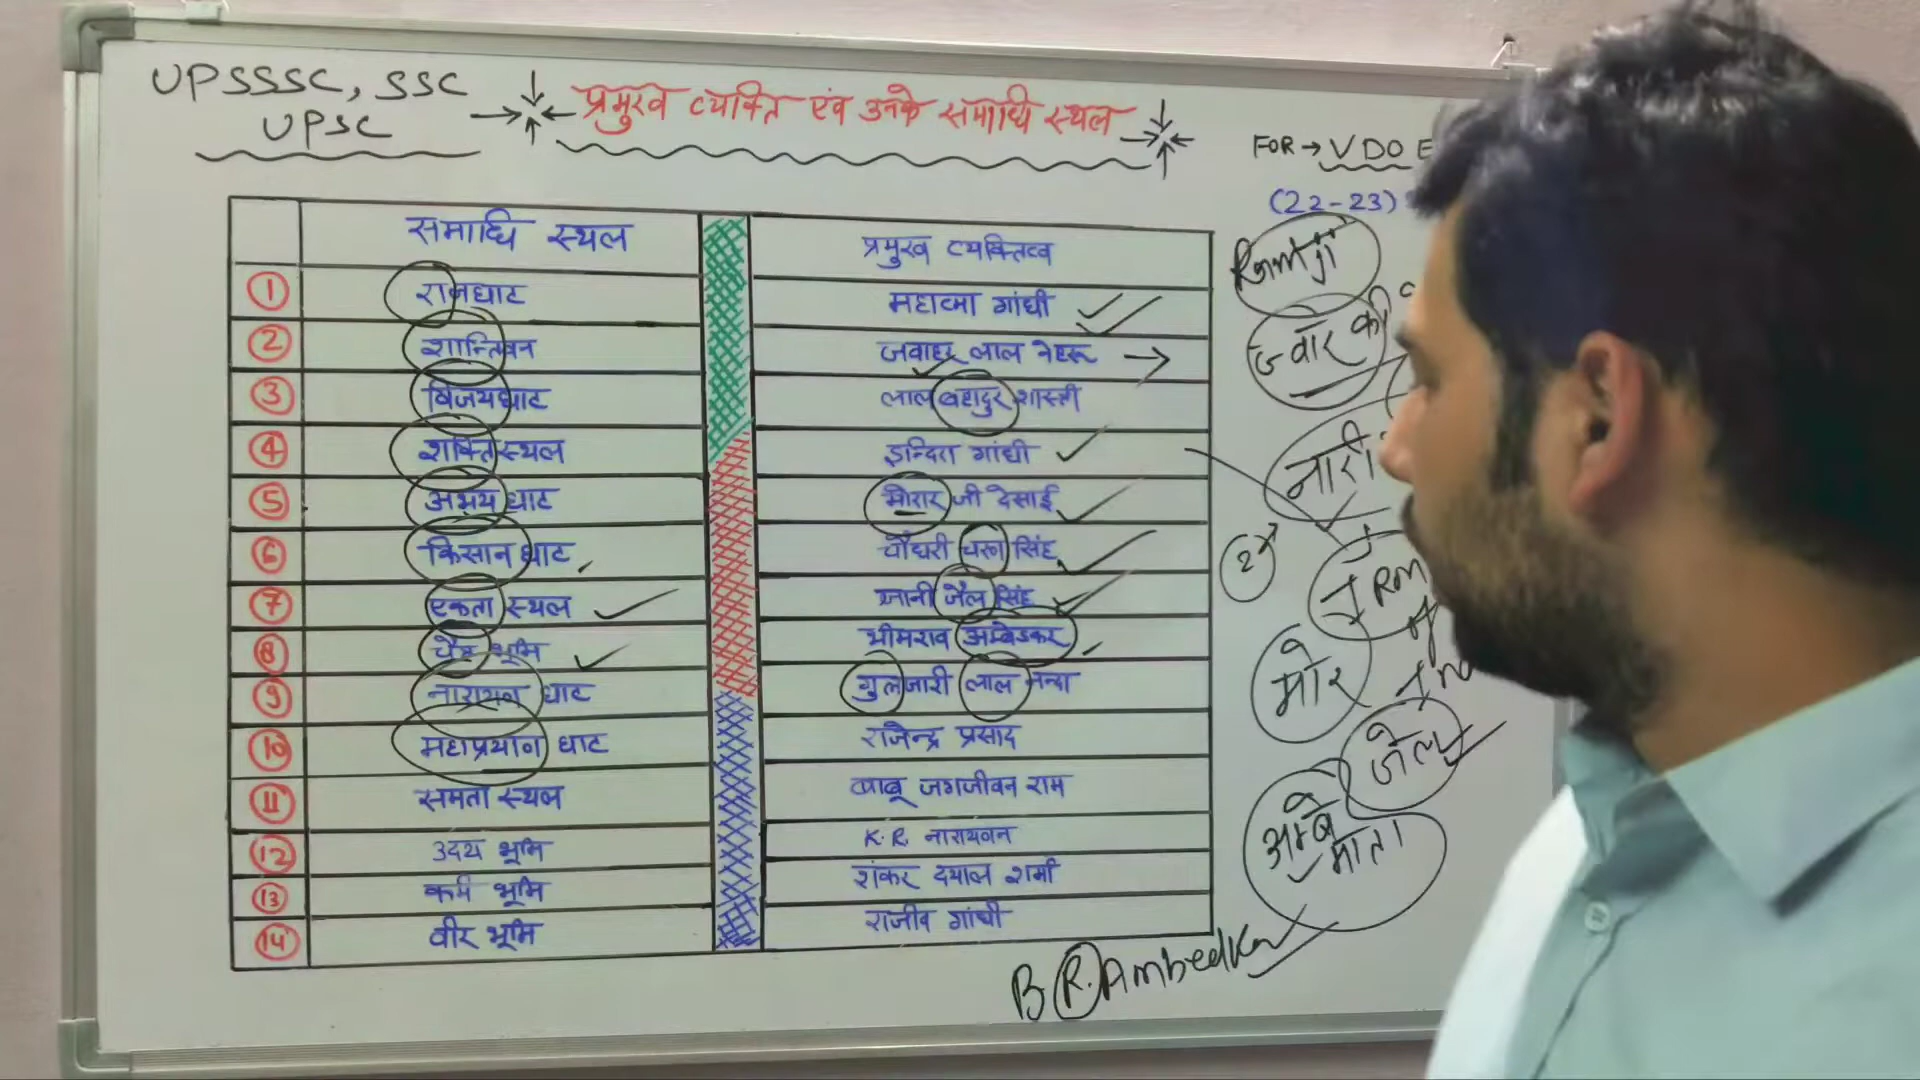 UPSSSC, SSC
UPSC
प्रमुख व्यक्ति एंव उनके समाधि स्थल
FOR → VDO E
(22-23)
समाधि स्थल प्रमुख व्यक्तित्व
1 राजघाट महात्मा गांधी
2 शान्तिवन जवाहर लाल नेहरू
3 विजयघाट लाल बहादुर शास्त्री
4 शक्ति स्थल इन्दिरा गांधी
5 अभय घाट मोरार जी देसाई
6 किसान घाट चौधरी चरण सिंह
7 एकता स्थल ज्ञानी जैल सिंह
8 चैत्र भूमि भीमराव अम्बेडकर
9 नारायण घाट गुलजारी लाल नन्दा
10 महाप्रयाण घाट राजेन्द्र प्रसाद
11 समता स्थल बाबू जगजीवन राम
12 उदय भूमि K.R. नारायणन
13 कर्म भूमि शंकर दयाल शर्मा
14 वीर भूमि राजीव गांधी
Ramji
ज्वार की
नारी
2
मोर
जेल
अम्बे
माता
B R. Ambedkar